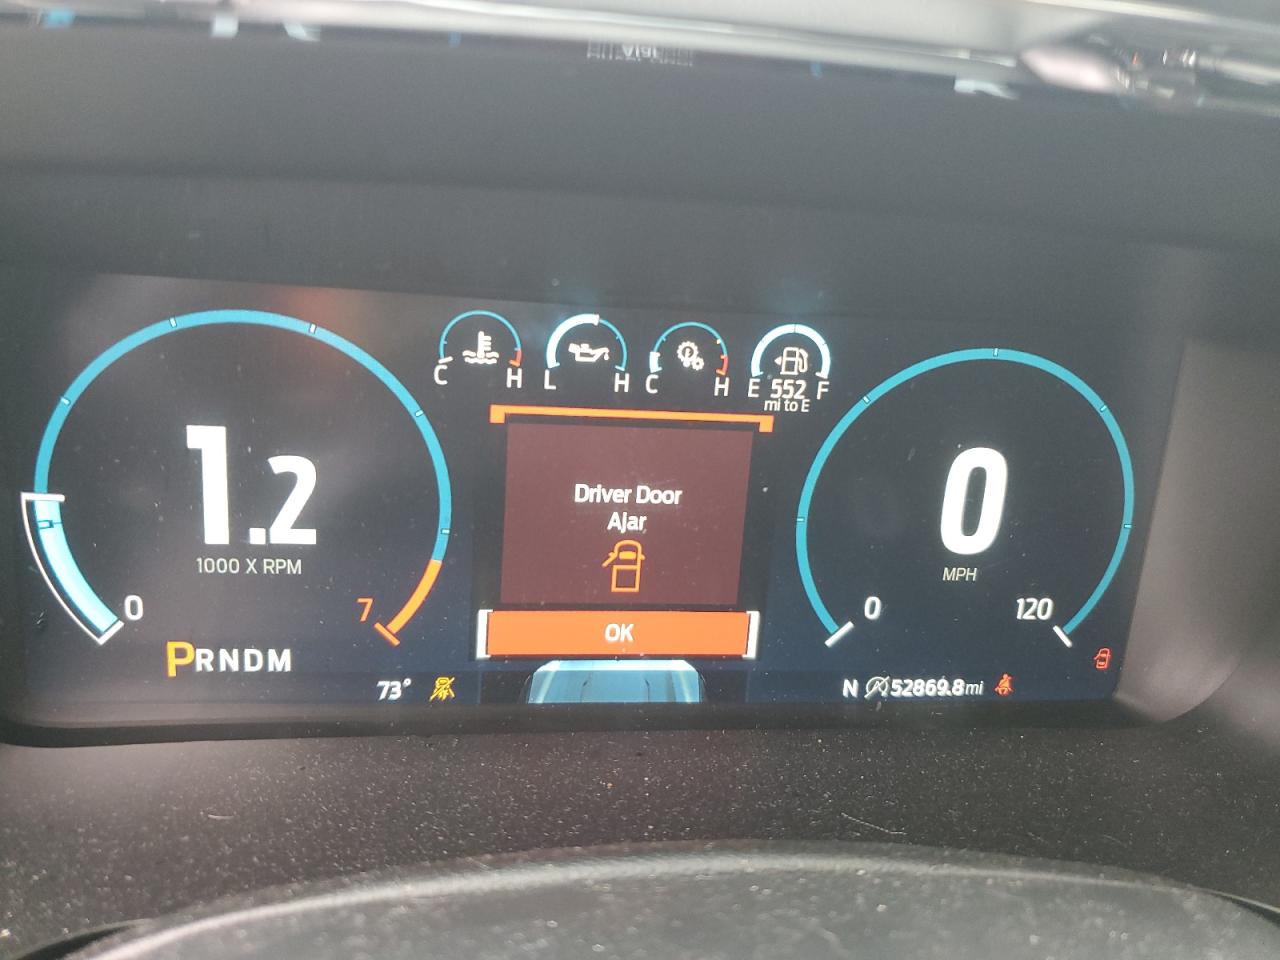 C H L H C H E 552 F
mi to E
1.2
1000 X RPM
0 7
PRNDM
73°
Driver Door
Ajar
OK
0
MPH
0 120
N 52869.8mi